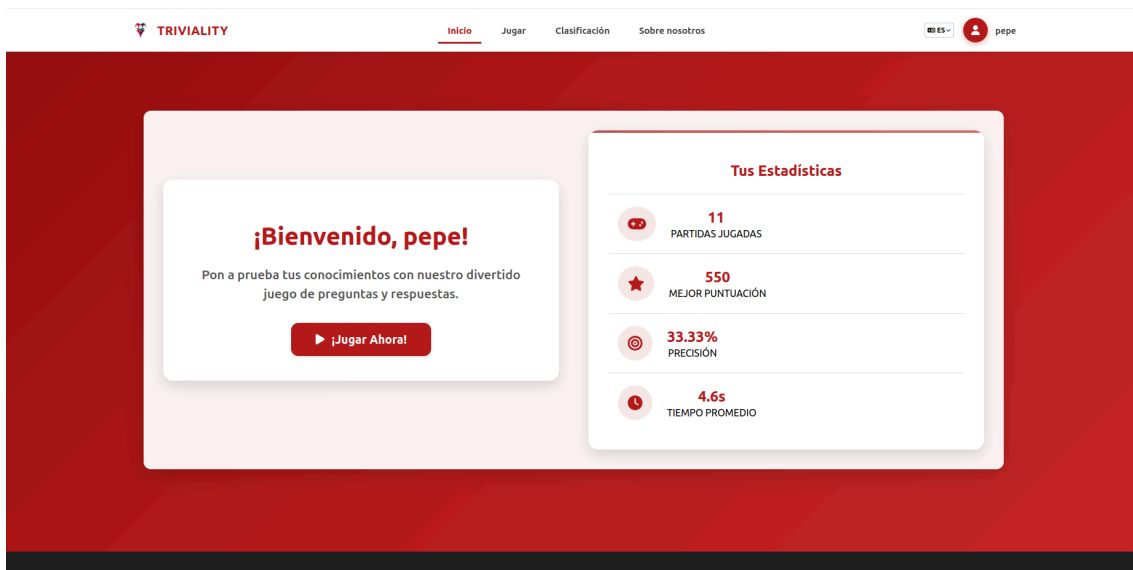 TRIVIALITY
Inicio Jugar Clasificación Sobre nosotros
ES
pepe
¡Bienvenido, pepe!
Pon a prueba tus conocimientos con nuestro divertido
juego de preguntas y respuestas.
¡Jugar Ahora!
Tus Estadísticas
11
PARTIDAS JUGADAS
550
MEJOR PUNTUACIÓN
33.33%
PRECISIÓN
4.6s
TIEMPO PROMEDIO